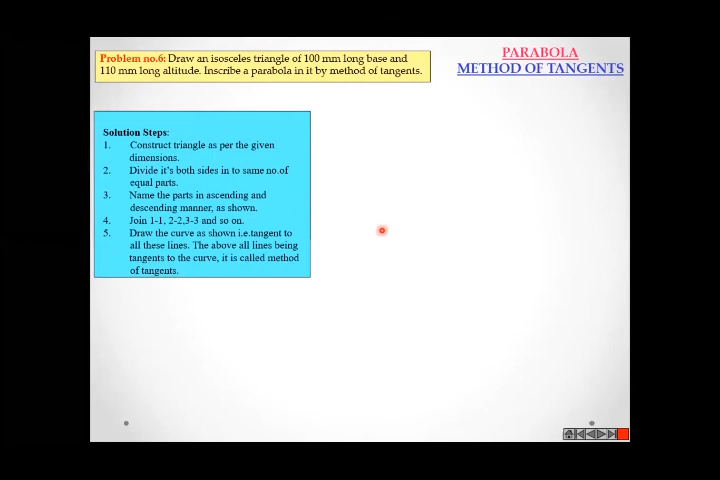 Problem no.6: Draw an isosceles triangle of 100 mm long base and
110 mm long altitude. Inscribe a parabola in it by method of tangents.
PARABOLA
METHOD OF TANGENTS
Solution Steps:
1. Construct triangle as per the given
dimensions.
2. Divide it's both sides in to same no.of
equal parts.
3. Name the parts in ascending and
descending manner, as shown.
4. Join 1-1, 2-2,3-3 and so on.
5. Draw the curve as shown i.e.tangent to
all these lines. The above all lines being
tangents to the curve, it is called method
of tangents.